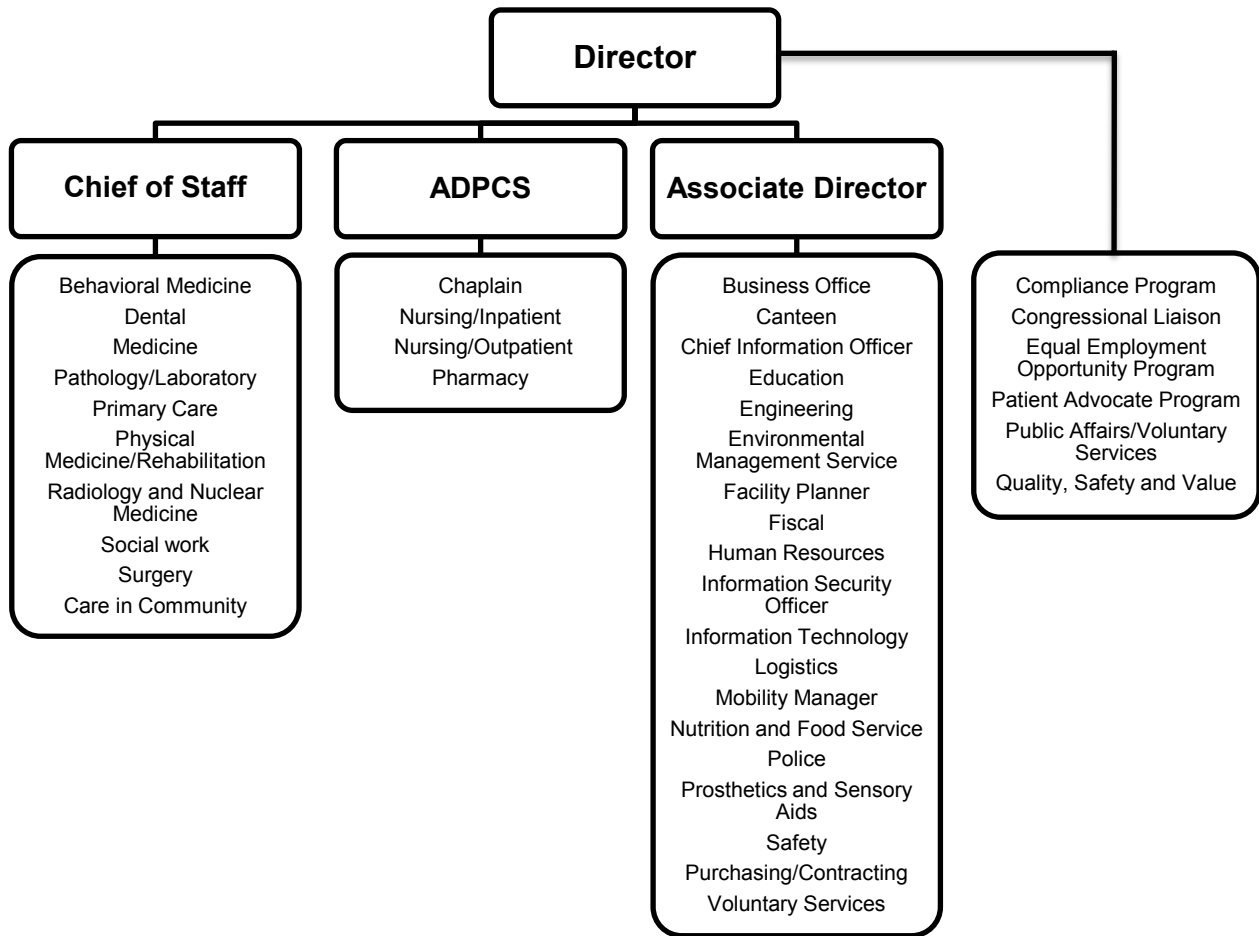 Director
Chief of Staff
ADPCS
Associate Director
Behavioral Medicine
Dental
Medicine
Pathology/Laboratory
Primary Care
Physical
Medicine/Rehabilitation
Radiology and Nuclear
Medicine
Social work
Surgery
Care in Community
Chaplain
Nursing/Inpatient
Nursing/Outpatient
Pharmacy
Business Office
Canteen
Chief Information Officer
Education
Engineering
Environmental
Management Service
Facility Planner
Fiscal
Human Resources
Information Security
Officer
Information Technology
Logistics
Mobility Manager
Nutrition and Food Service
Police
Prosthetics and Sensory
Aids
Safety
Purchasing/Contracting
Voluntary Services
Compliance Program
Congressional Liaison
Equal Employment
Opportunity Program
Patient Advocate Program
Public Affairs/Voluntary
Services
Quality, Safety and Value